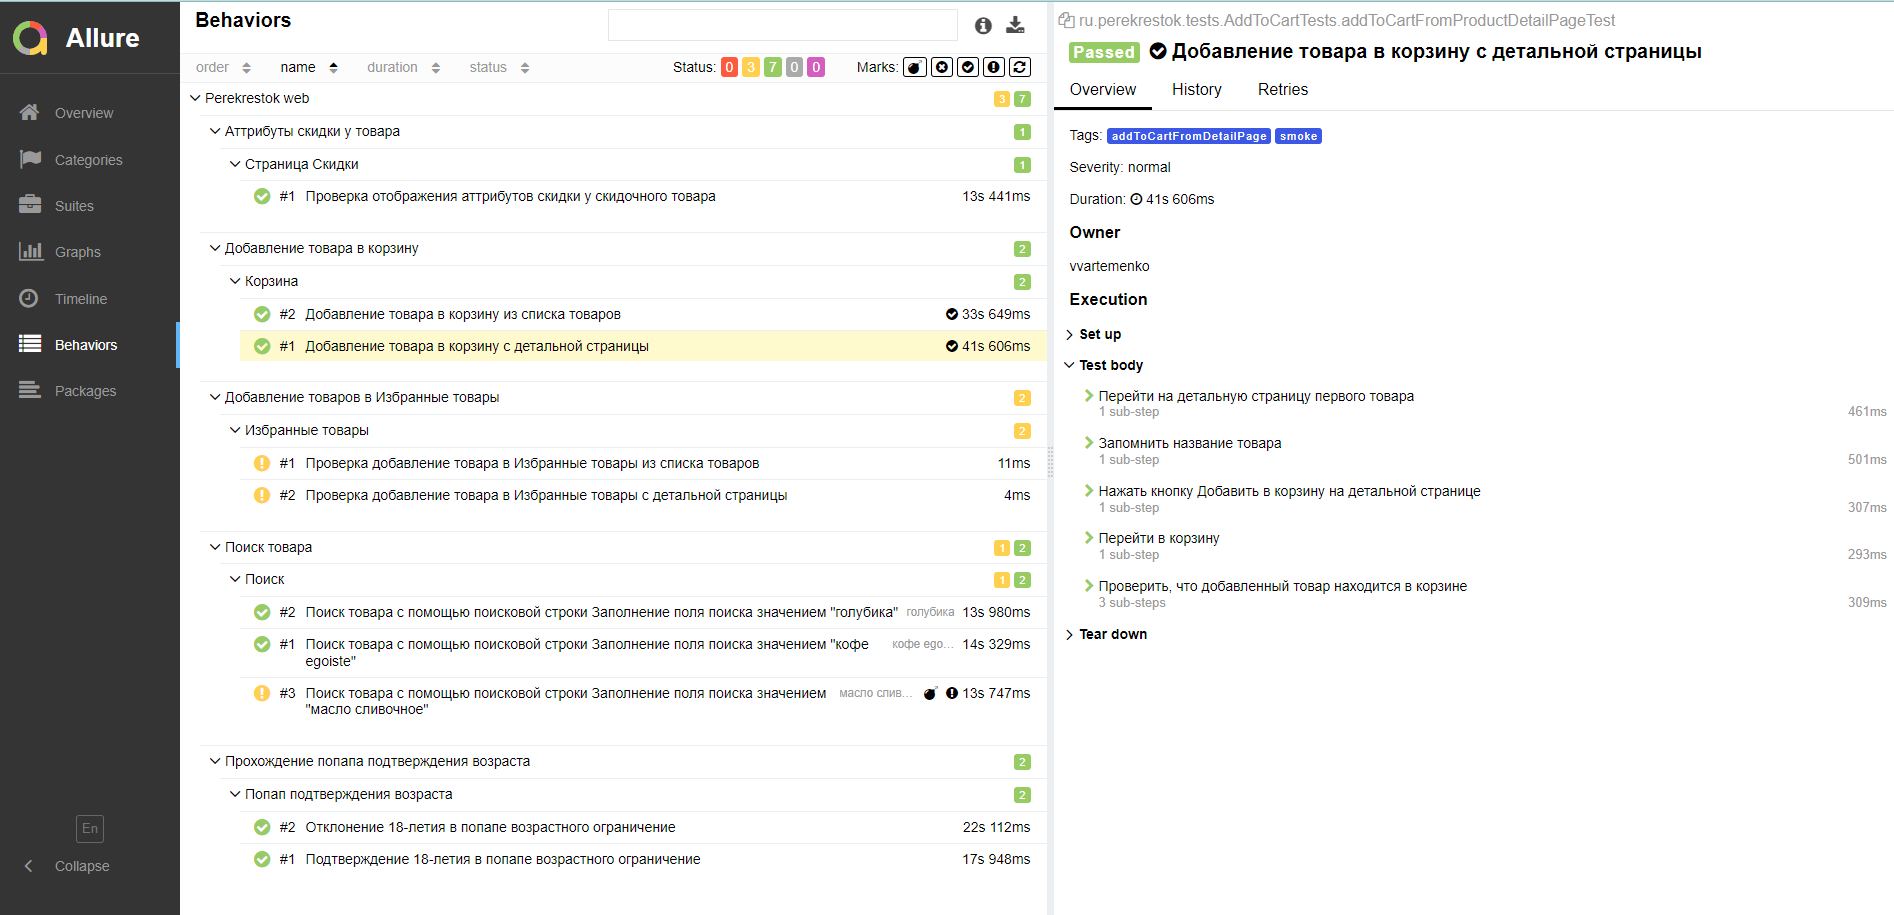 Allure
Overview
Categories
Suites
Graphs
Timeline
Behaviors
Packages
En
Collapse
Behaviors
order name duration status Status: 0 3 7 0 0 Marks:
Perekrestok web 3 7
Аттрибуты скидки у товара 1
Страница Скидки 1
#1 Проверка отображения аттрибутов скидки у скидочного товара 13s 441ms
Добавление товара в корзину 2
Корзина 2
#2 Добавление товара в корзину из списка товаров 33s 649ms
#1 Добавление товара в корзину с детальной страницы 41s 606ms
Добавление товаров в Избранные товары 2
Избранные товары 2
#1 Проверка добавление товара в Избранные товары из списка товаров 11ms
#2 Проверка добавление товара в Избранные товары с детальной страницы 4ms
Поиск товара 1 2
Поиск 1 2
#2 Поиск товара с помощью поисковой строки Заполнение поля поиска значением "голубика" голубика 13s 980ms
#1 Поиск товара с помощью поисковой строки Заполнение поля поиска значением "кофе кофе ego... 14s 329ms
egoiste"
#3 Поиск товара с помощью поисковой строки Заполнение поля поиска значением масло слив... 13s 747ms
"масло сливочное"
Прохождение попапа подтверждения возраста 2
Попап подтверждения возраста 2
#2 Отклонение 18-летия в попапе возрастного ограничение 22s 112ms
#1 Подтверждение 18-летия в попапе возрастного ограничение 17s 948ms
ru.perekrestok.tests.AddToCartTests.addToCartFromProductDetailPageTest
Passed Добавление товара в корзину с детальной страницы
Overview History Retries
Tags: addToCartFromDetailPage smoke
Severity: normal
Duration: 41s 606ms
Owner
vvartemenko
Execution
Set up
Test body
Перейти на детальную страницу первого товара
1 sub-step 461ms
Запомнить название товара
1 sub-step 501ms
Нажать кнопку Добавить в корзину на детальной странице
1 sub-step 307ms
Перейти в корзину
1 sub-step 293ms
Проверить, что добавленный товар находится в корзине
3 sub-steps 309ms
Tear down